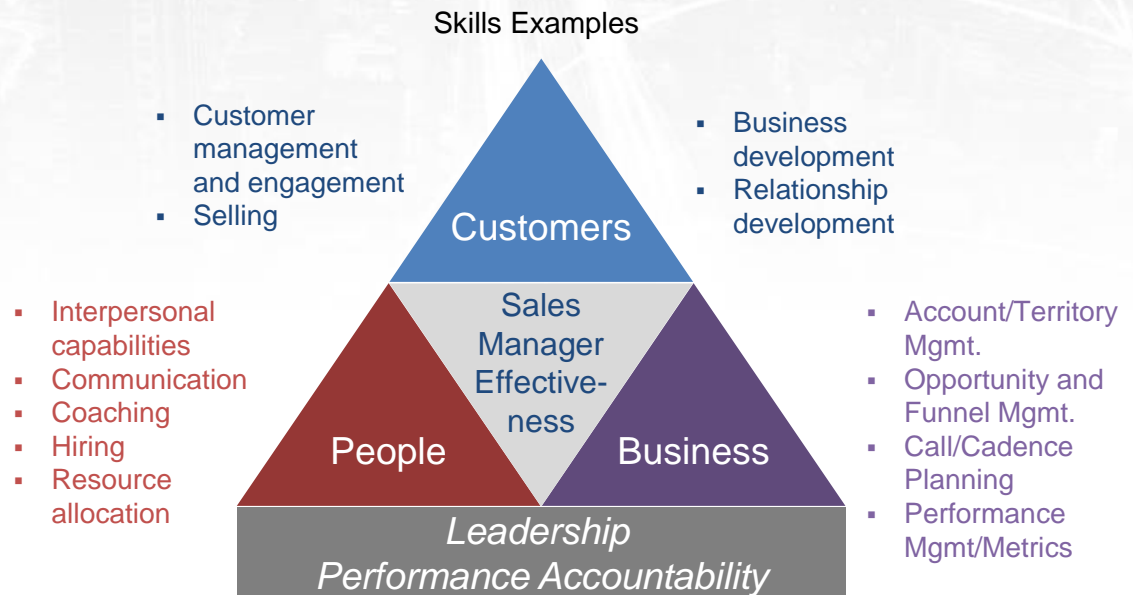 Skills Examples
▪ Customer
management
and engagement
▪ Selling
▪ Business
development
▪ Relationship
development
Customers
▪ Interpersonal
capabilities
▪ Communication
▪ Coaching
▪ Hiring
▪ Resource
allocation
Sales
Manager
Effective-
ness
People
Business
▪ Account/Territory
Mgmt.
▪ Opportunity and
Funnel Mgmt.
▪ Call/Cadence
Planning
▪ Performance
Mgmt/Metrics
Leadership
Performance Accountability